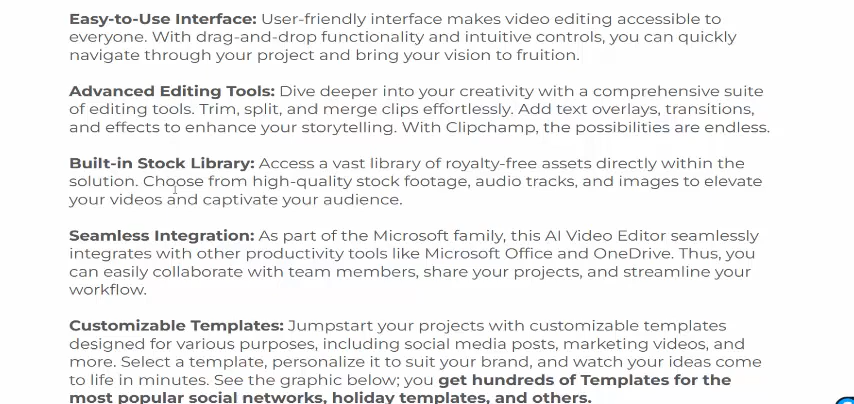 Easy-to-Use Interface: User-friendly interface makes video editing accessible to
everyone. With drag-and-drop functionality and intuitive controls, you can quickly
navigate through your project and bring your vision to fruition.
Advanced Editing Tools: Dive deeper into your creativity with a comprehensive suite
of editing tools. Trim, split, and merge clips effortlessly. Add text overlays, transitions,
and effects to enhance your storytelling. With Clipchamp, the possibilities are endless.
Built-in Stock Library: Access a vast library of royalty-free assets directly within the
solution. Choose from high-quality stock footage, audio tracks, and images to elevate
your videos and captivate your audience.
Seamless Integration: As part of the Microsoft family, this AI Video Editor seamlessly
integrates with other productivity tools like Microsoft Office and OneDrive. Thus, you
can easily collaborate with team members, share your projects, and streamline your
workflow.
Customizable Templates: Jumpstart your projects with customizable templates
designed for various purposes, including social media posts, marketing videos, and
more. Select a template, personalize it to suit your brand, and watch your ideas come
to life in minutes. See the graphic below; you get hundreds of Templates for the
most popular social networks, holiday templates, and others.